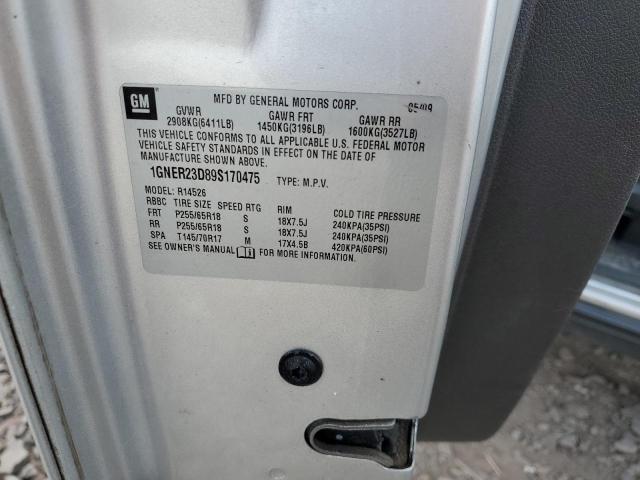 GM
MFD BY GENERAL MOTORS CORP. 05/09
GVWR GAWR FRT GAWR RR
2908KG(6411LB) 1450KG(3196LB) 1600KG(3527LB)
THIS VEHICLE CONFORMS TO ALL APPLICABLE U.S. FEDERAL MOTOR
VEHICLE SAFETY STANDARDS IN EFFECT ON THE DATE OF
MANUFACTURE SHOWN ABOVE.
1GNER23D89S170475 TYPE: M.P.V.
MODEL: R14526
RBBC TIRE SIZE SPEED RTG RIM COLD TIRE PRESSURE
FRT P255/65R18 S 18X7.5J 240KPA(35PSI)
RR P255/65R18 S 18X7.5J 240KPA(35PSI)
SPA T145/70R17 M 17X4.5B 420KPA(60PSI)
SEE OWNER'S MANUAL FOR MORE INFORMATION.